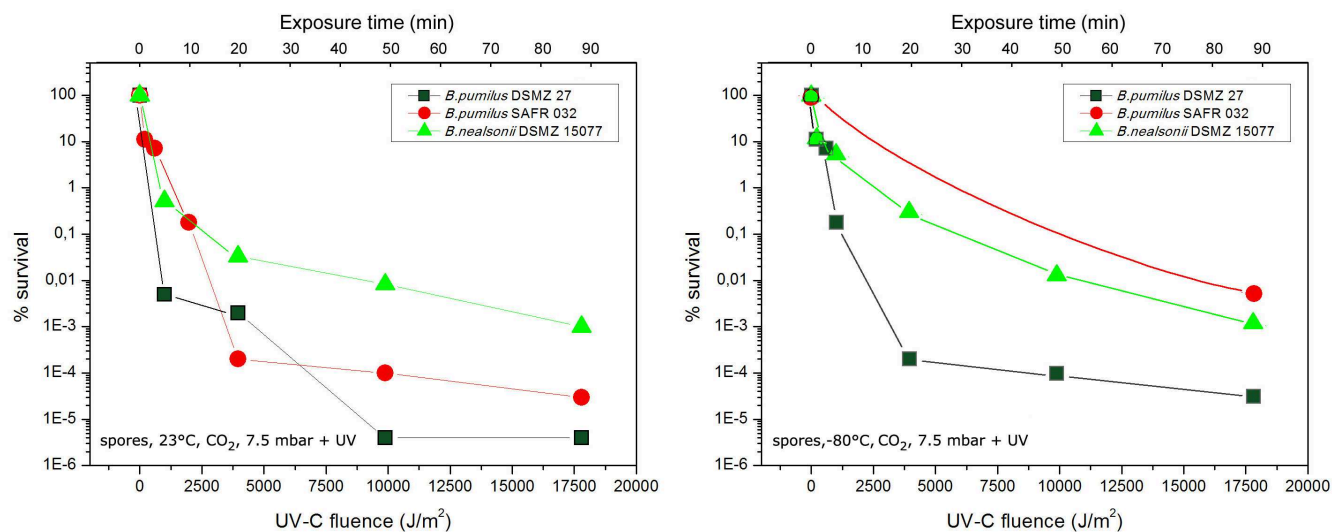 Exposure time (min)
0 10 20 30 40 50 60 70 80 90
100
10
1
0,1
0,01
1E-3
1E-4
1E-5
1E-6
% survival
B.pumilus DSMZ 27
B.pumilus SAFR 032
B.nealsonii DSMZ 15077
spores, 23°C, CO₂, 7.5 mbar + UV
0 2500 5000 7500 10000 12500 15000 17500 20000
UV-C fluence (J/m²)
Exposure time (min)
0 10 20 30 40 50 60 70 80 90
100
10
1
0,1
0,01
1E-3
1E-4
1E-5
1E-6
% survival
B.pumilus DSMZ 27
B.pumilus SAFR 032
B.nealsonii DSMZ 15077
spores,-80°C, CO₂, 7.5 mbar + UV
0 2500 5000 7500 10000 12500 15000 17500 20000
UV-C fluence (J/m²)